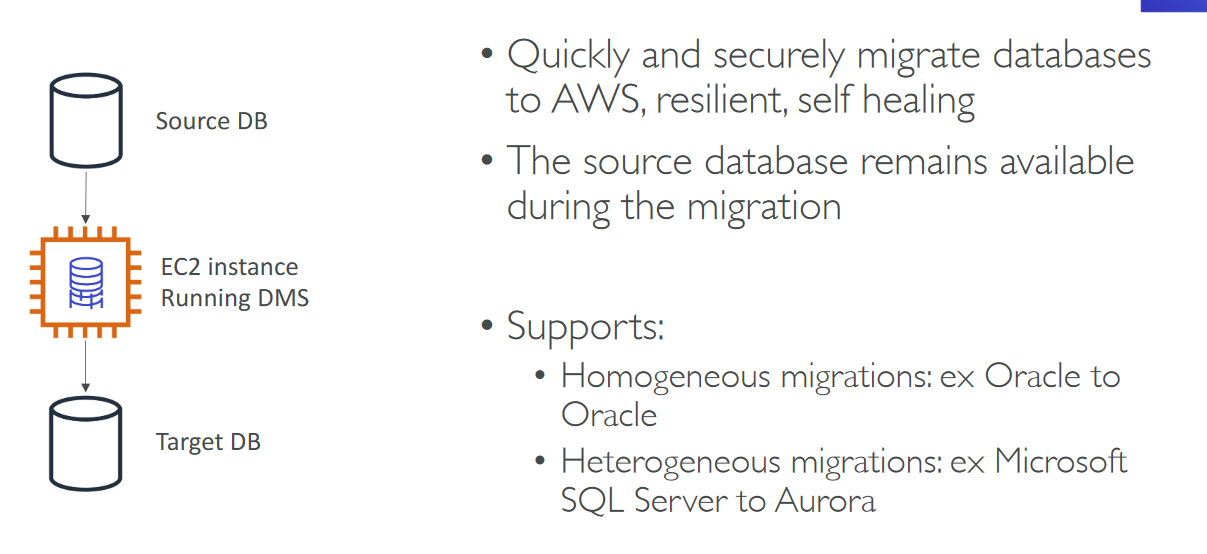 Source DB
EC2 instance
Running DMS
Target DB
• Quickly and securely migrate databases
to AWS, resilient, self healing
• The source database remains available
during the migration
• Supports:
• Homogeneous migrations: ex Oracle to
Oracle
• Heterogeneous migrations: ex Microsoft
SQL Server to Aurora